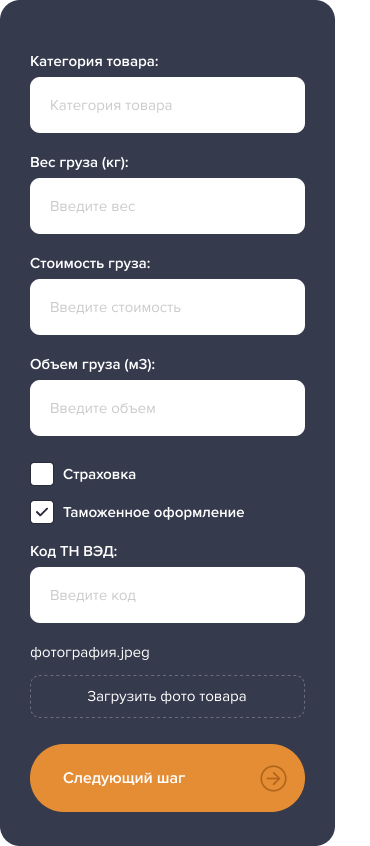 Категория товара:
Категория товара
Вес груза (кг):
Введите вес
Стоимость груза:
Введите стоимость
Объем груза (м3):
Введите объем
Страховка
Таможенное оформление
Код ТН ВЭД:
Введите код
фотография.jpeg
Загрузить фото товара
Следующий шаг